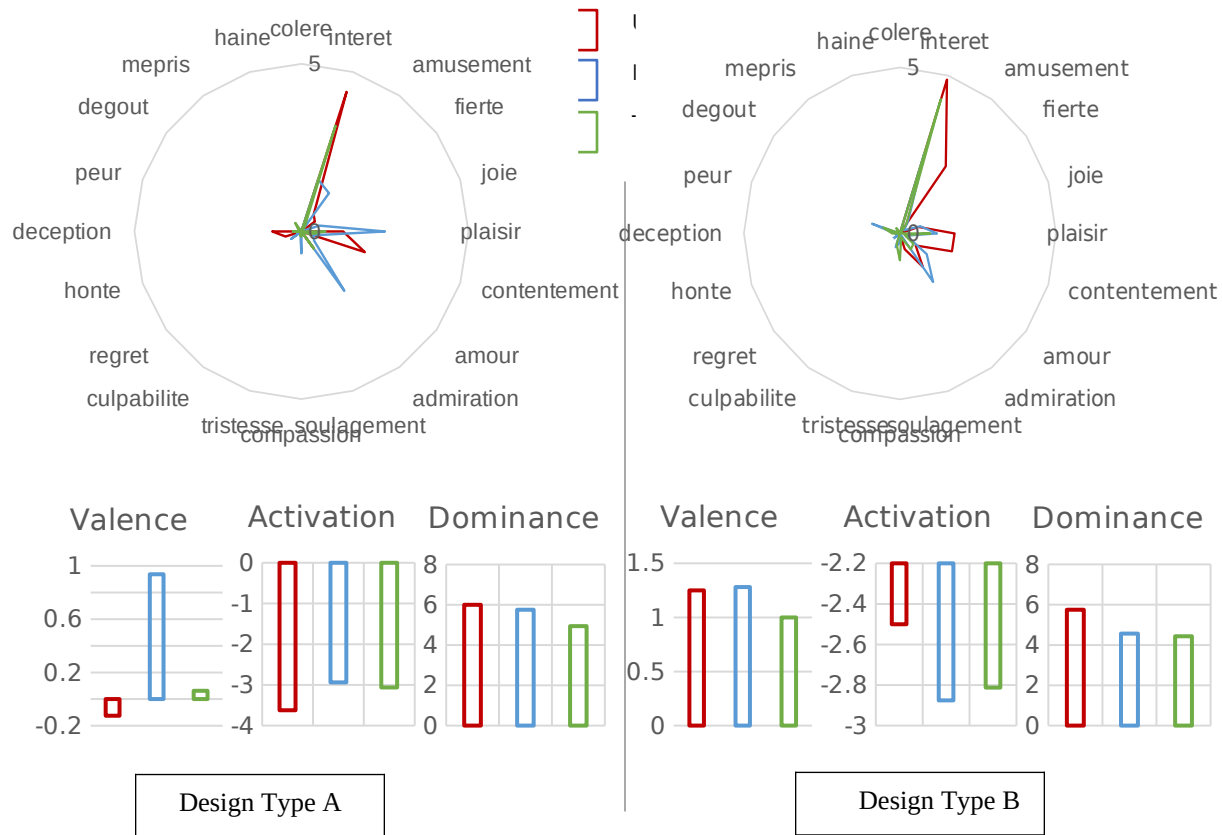 colere
haine
interet
mepris
5
amusement
degout
fierte
peur
joie
deception
0
plaisir
honte
contentement
regret
amour
culpabilite
admiration
tristesse
soulagement
compassion
colere
haine
interet
mepris
5
amusement
degout
fierte
peur
joie
deception
0
plaisir
honte
contentement
regret
amour
culpabilite
admiration
tristesse
soulagement
compassion
Valence
1
0.6
0.2
-0.2
Activation
0
-1
-2
-3
-4
Dominance
8
6
4
2
0
Valence
1.5
1
0.5
0
Activation
-2.2
-2.4
-2.6
-2.8
-3
Dominance
8
6
4
2
0
Design Type A
Design Type B